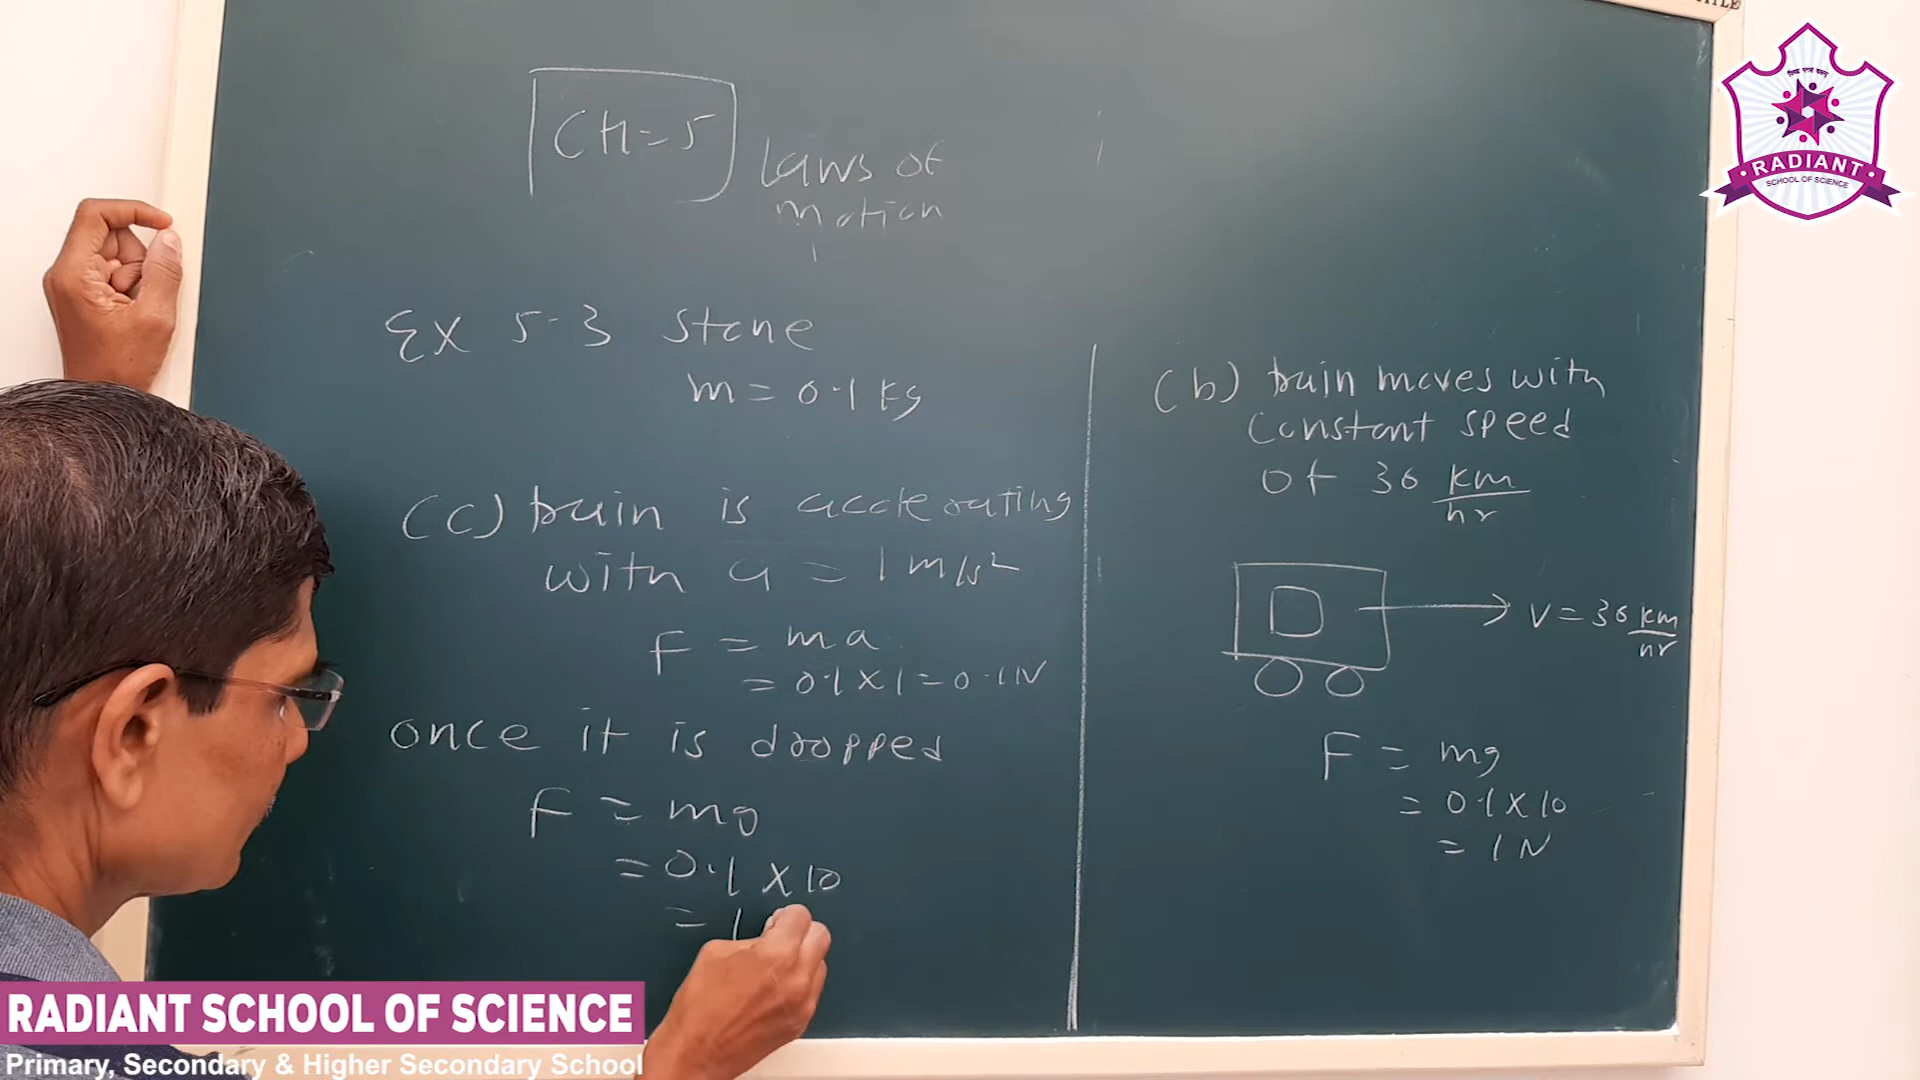 CH=5
Laws of
motion
Ex 5-3 stone
m = 0.1 kg
(c) train is acclerating
with a = 1 m/s²
F = ma
= 0.1 X 1 = 0.1 N
once it is dropped
F = mg
= 0.1 X 10
= 1
(b) train moves with
constant speed
of 36 km/hr
V = 36 km/hr
F = mg
= 0.1 X 10
= 1 N
RADIANT
SCHOOL OF SCIENCE
RADIANT SCHOOL OF SCIENCE
Primary, Secondary & Higher Secondary School